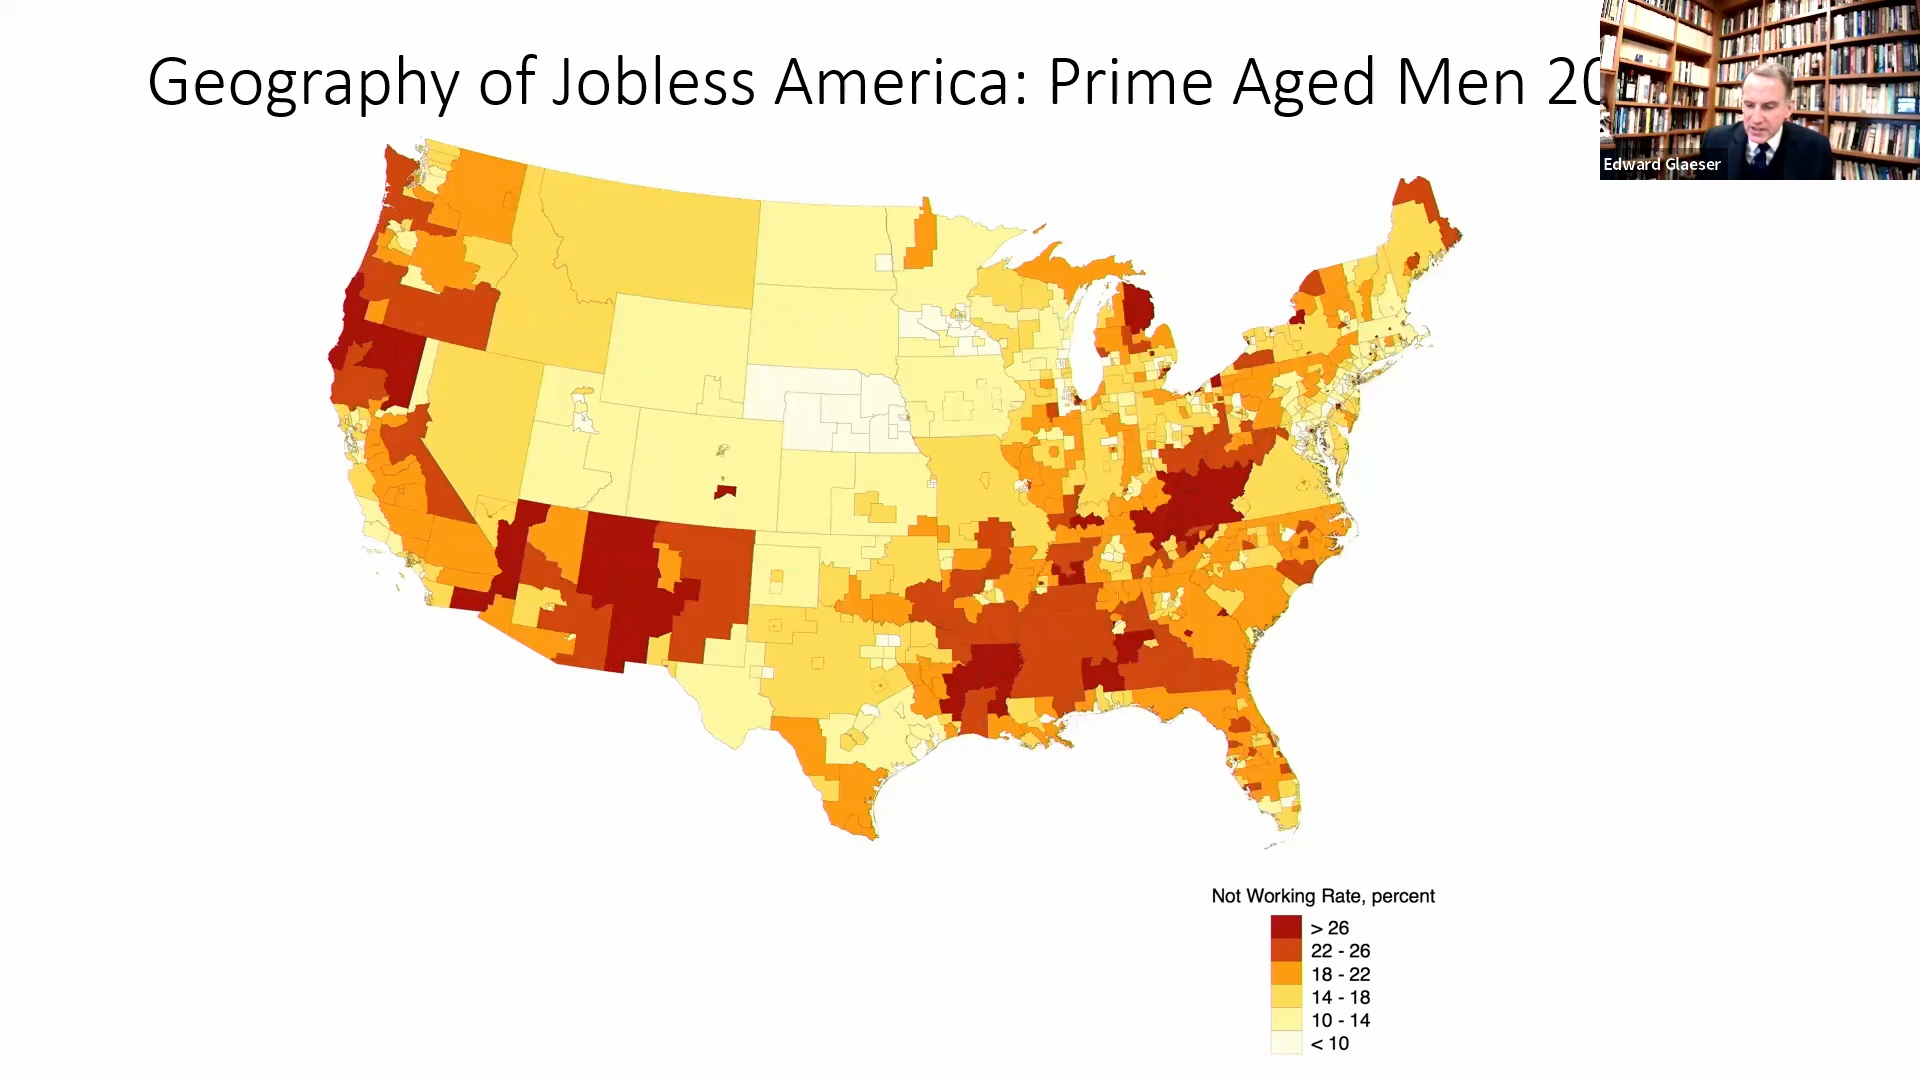 Geography of Jobless America: Prime Aged Men 20
Edward Glaeser
Not Working Rate, percent
> 26
22 - 26
18 - 22
14 - 18
10 - 14
< 10